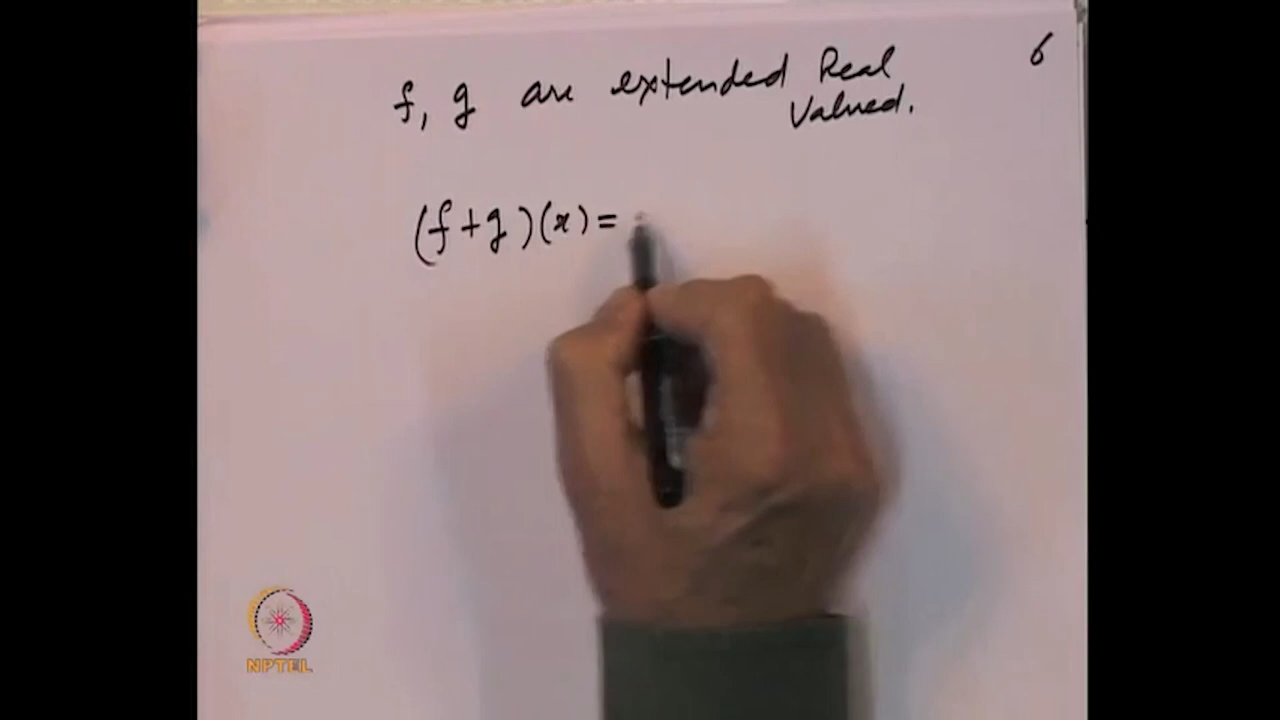 6
f, g are extended Real
Valued.
(f+g)(x)=
NPTEL